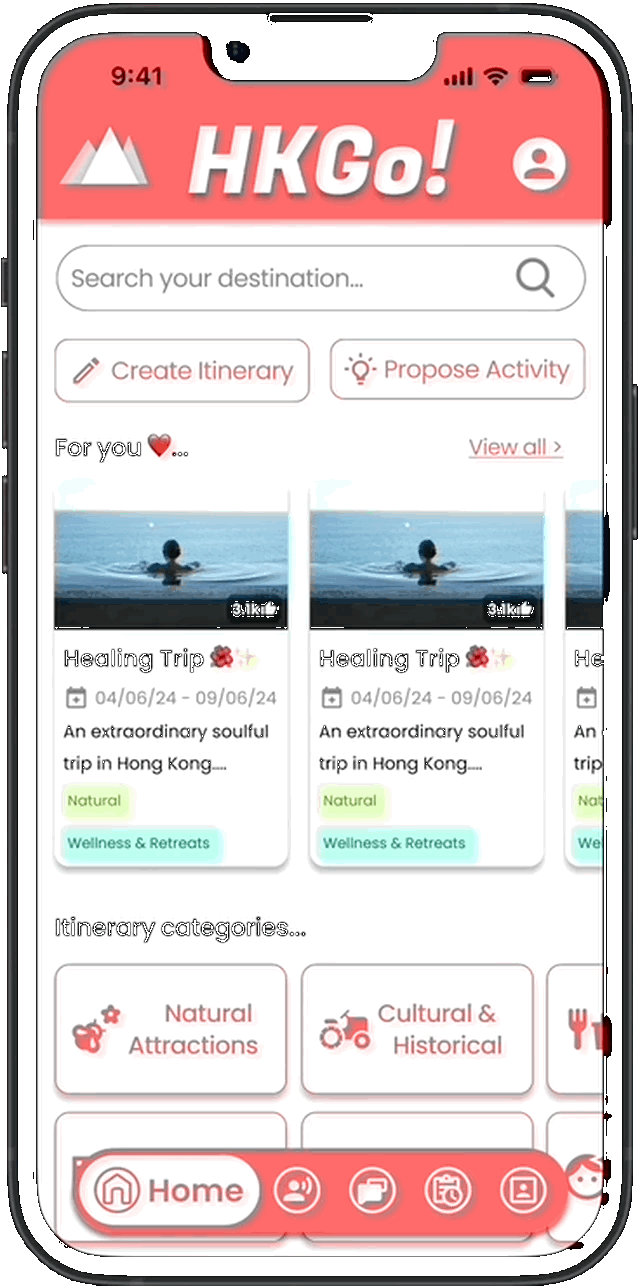 9:41
HKGo!
Search your destination...
Create Itinerary
Propose Activity
For you ❤️...
View all >
3.1k
3.1k
Healing Trip 🌺✨
Healing Trip 🌺✨
He
04/06/24 - 09/06/24
04/06/24 - 09/06/24
An extraordinary soulful
trip in Hong Kong....
An extraordinary soulful
trip in Hong Kong....
An
trip
Natural
Natural
Nat
Wellness & Retreats
Wellness & Retreats
Wel
Itinerary categories...
Natural
Attractions
Cultural &
Historical
Home